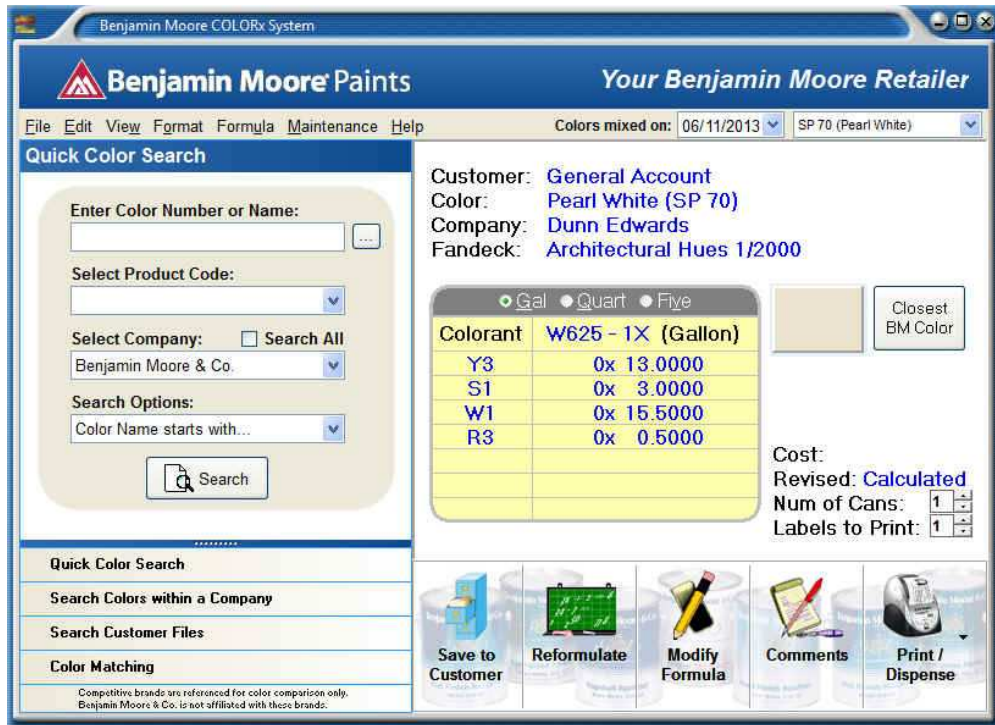 Benjamin Moore COLORx System
Benjamin Moore® Paints
Your Benjamin Moore Retailer
File Edit View Format Formula Maintenance Help
Colors mixed on: 06/11/2013 SP 70 (Pearl White)
Quick Color Search
Enter Color Number or Name:
...
Select Product Code:
Select Company: Search All
Benjamin Moore & Co.
Search Options:
Color Name starts with...
Search
Quick Color Search
Search Colors within a Company
Search Customer Files
Color Matching
Competitive brands are referenced for color comparison only.
Benjamin Moore & Co. is not affiliated with these brands.
Customer: General Account
Color: Pearl White (SP 70)
Company: Dunn Edwards
Fandeck: Architectural Hues 1/2000
Gal Quart Five
Colorant W625 - 1X (Gallon)
Y3 0x 13.0000
S1 0x 3.0000
W1 0x 15.5000
R3 0x 0.5000
Closest
BM Color
Cost:
Revised: Calculated
Num of Cans: 1
Labels to Print: 1
Save to
Customer
Reformulate
Modify
Formula
Comments
Print /
Dispense